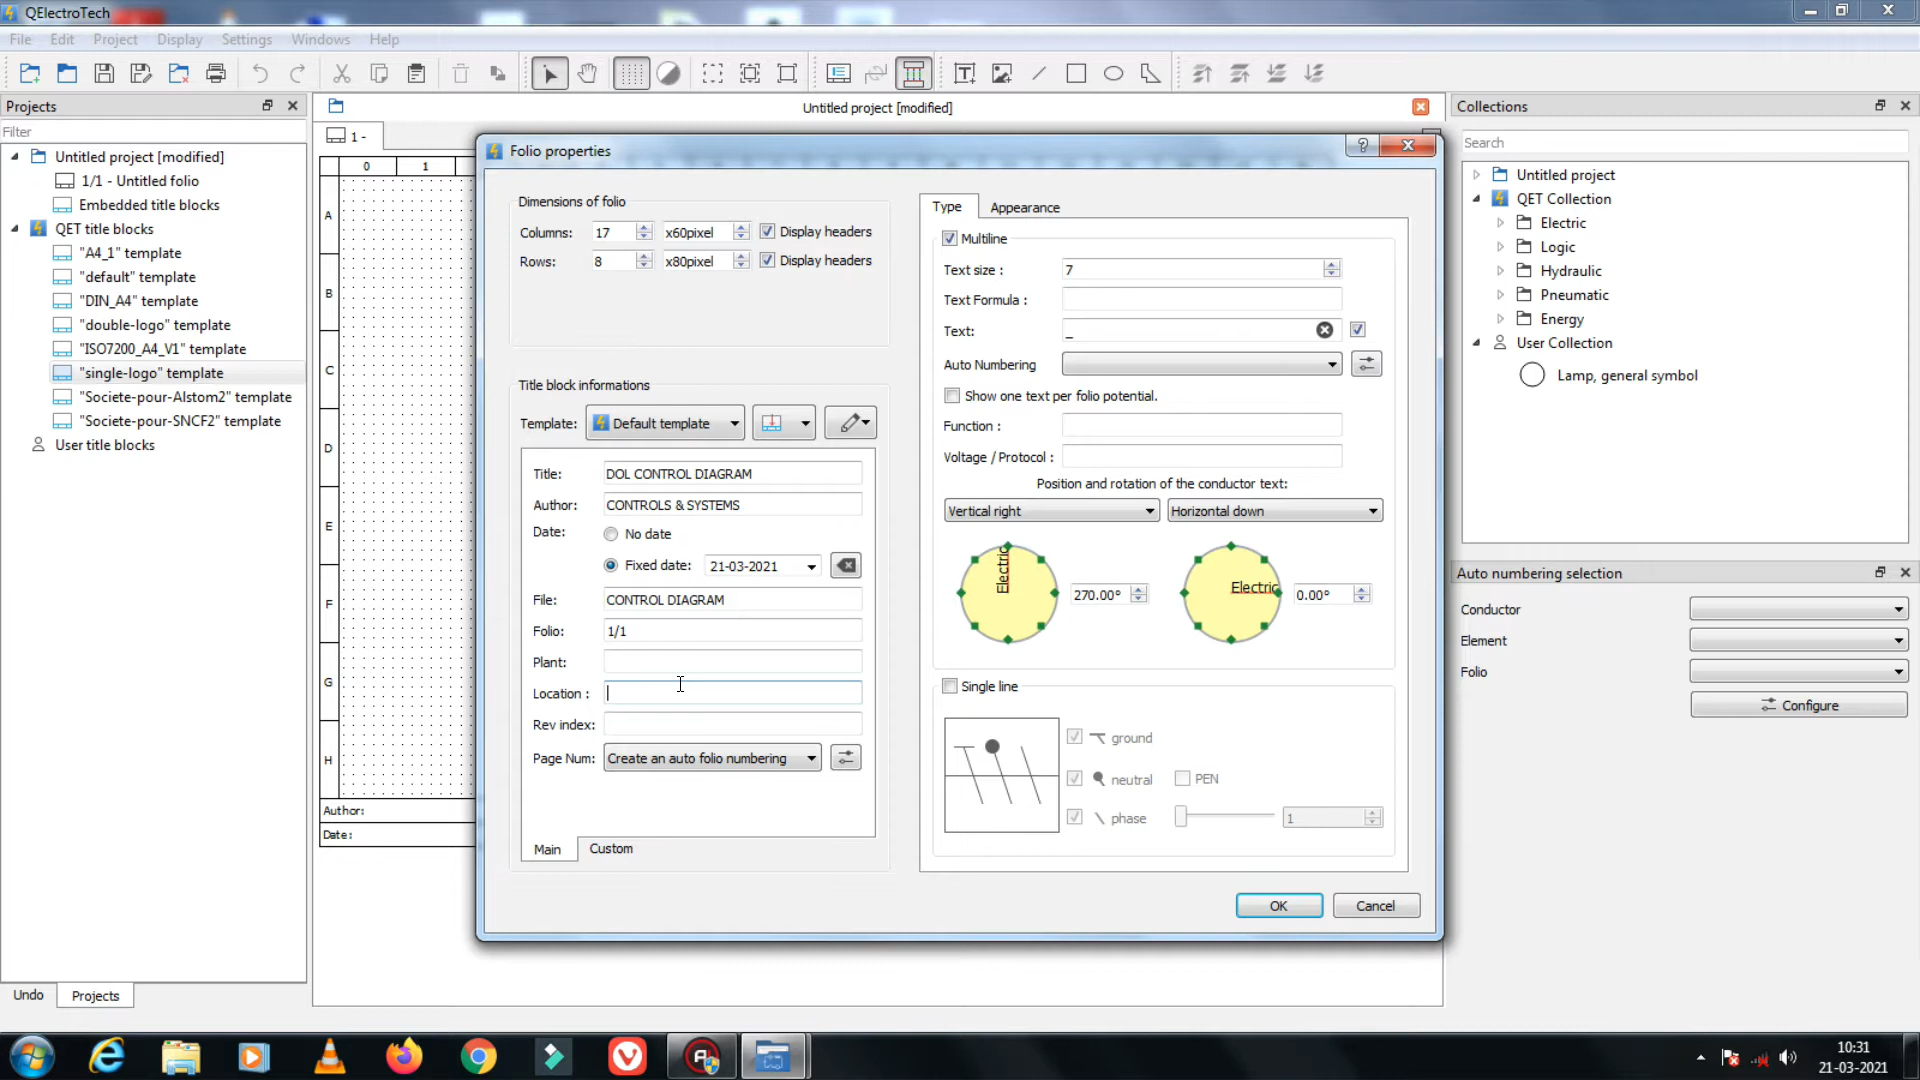 QElectroTech
File Edit Project Display Settings Windows Help
Projects
Filter
Untitled project [modified]
1/1 - Untitled folio
Embedded title blocks
QET title blocks
"A4_1" template
"default" template
"DIN_A4" template
"double-logo" template
"ISO7200_A4_V1" template
"single-logo" template
"Societe-pour-Alstom2" template
"Societe-pour-SNCF2" template
User title blocks
Undo Projects
Untitled project [modified]
1 -
0 1
A
B
C
D
E
F
G
H
Author:
Date:
Folio properties
Dimensions of folio
Columns: 17 x60pixel Display headers
Rows: 8 x80pixel Display headers
Title block informations
Template: Default template
Title: DOL CONTROL DIAGRAM
Author: CONTROLS & SYSTEMS
Date: No date
Fixed date: 21-03-2021
File: CONTROL DIAGRAM
Folio: 1/1
Plant:
Location :
Rev index:
Page Num: Create an auto folio numbering
Main Custom
Type Appearance
Multiline
Text size : 7
Text Formula :
Text: _
Auto Numbering
Show one text per folio potential.
Function :
Voltage / Protocol :
Position and rotation of the conductor text:
Vertical right Horizontal down
Electric 270.00° Electric 0.00°
Single line
ground
neutral PEN
phase 1
OK Cancel
Collections
Search
Untitled project
QET Collection
Electric
Logic
Hydraulic
Pneumatic
Energy
User Collection
Lamp, general symbol
Auto numbering selection
Conductor
Element
Folio
Configure
10:31
21-03-2021